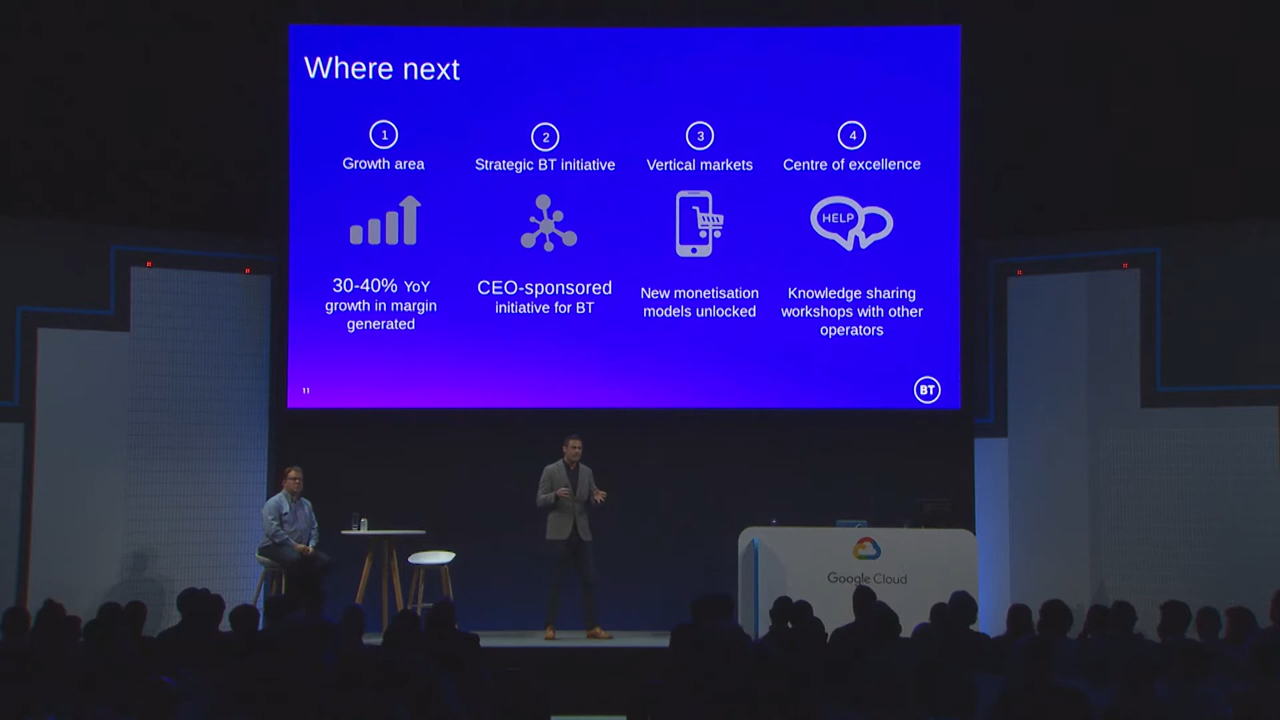 Where next
1
Growth area
30-40% YoY
growth in margin
generated
2
Strategic BT initiative
CEO-sponsored
initiative for BT
3
Vertical markets
New monetisation
models unlocked
4
Centre of excellence
HELP
Knowledge sharing
workshops with other
operators
11
BT
Google Cloud